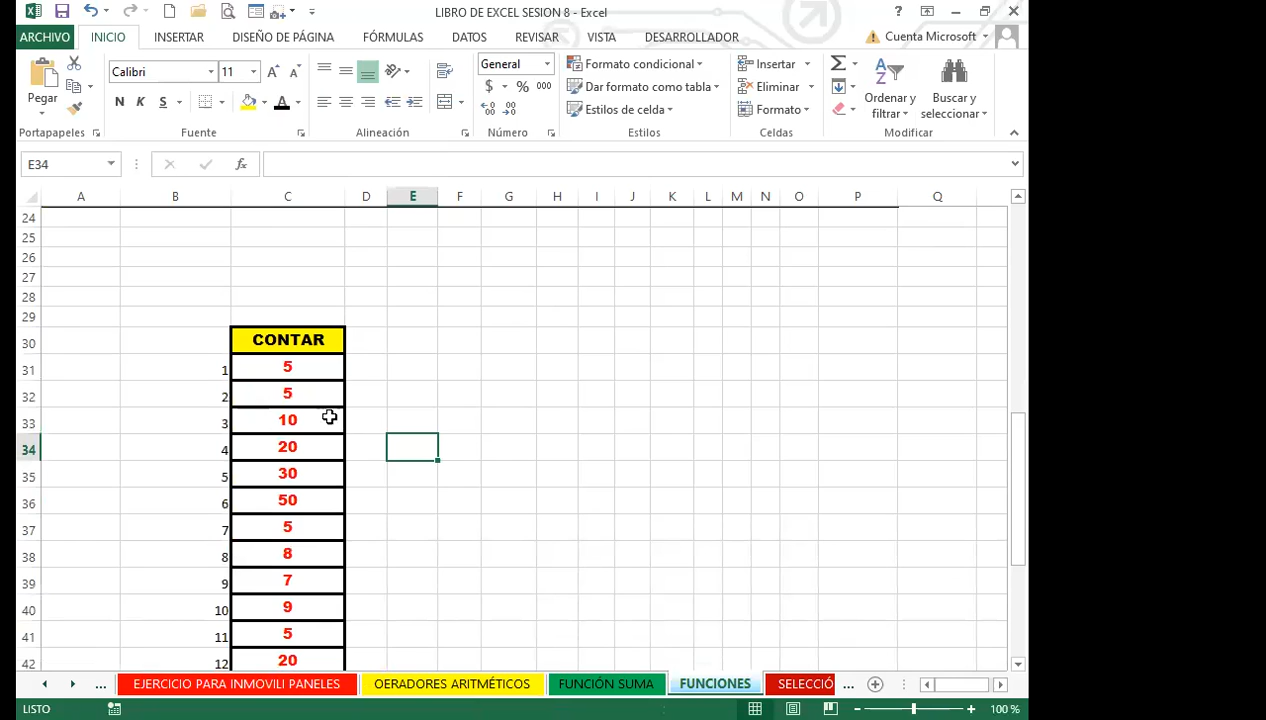 LIBRO DE EXCEL SESION 8 - Excel
?
ARCHIVO INICIO INSERTAR DISEÑO DE PÁGINA FÓRMULAS DATOS REVISAR VISTA DESARROLLADOR Cuenta Microsoft
Pegar
Calibri 11
N K S A
General
$ % 000
Formato condicional
Dar formato como tabla
Estilos de celda
Insertar
Eliminar
Formato
Ordenar y filtrar
Buscar y seleccionar
Portapapeles Fuente Alineación Número Estilos Celdas Modificar
E34 fx
A B C D E F G H I J K L M N O P Q
24
25
26
27
28
29
30 CONTAR
31 1 5
32 2 5
33 3 10
34 4 20
35 5 30
36 6 50
37 7 5
38 8 8
39 9 7
40 10 9
41 11 5
42 12 20
... EJERCICIO PARA INMOVILI PANELES OERADORES ARITMÉTICOS FUNCIÓN SUMA FUNCIONES SELECCIÓ ...
LISTO 100 %